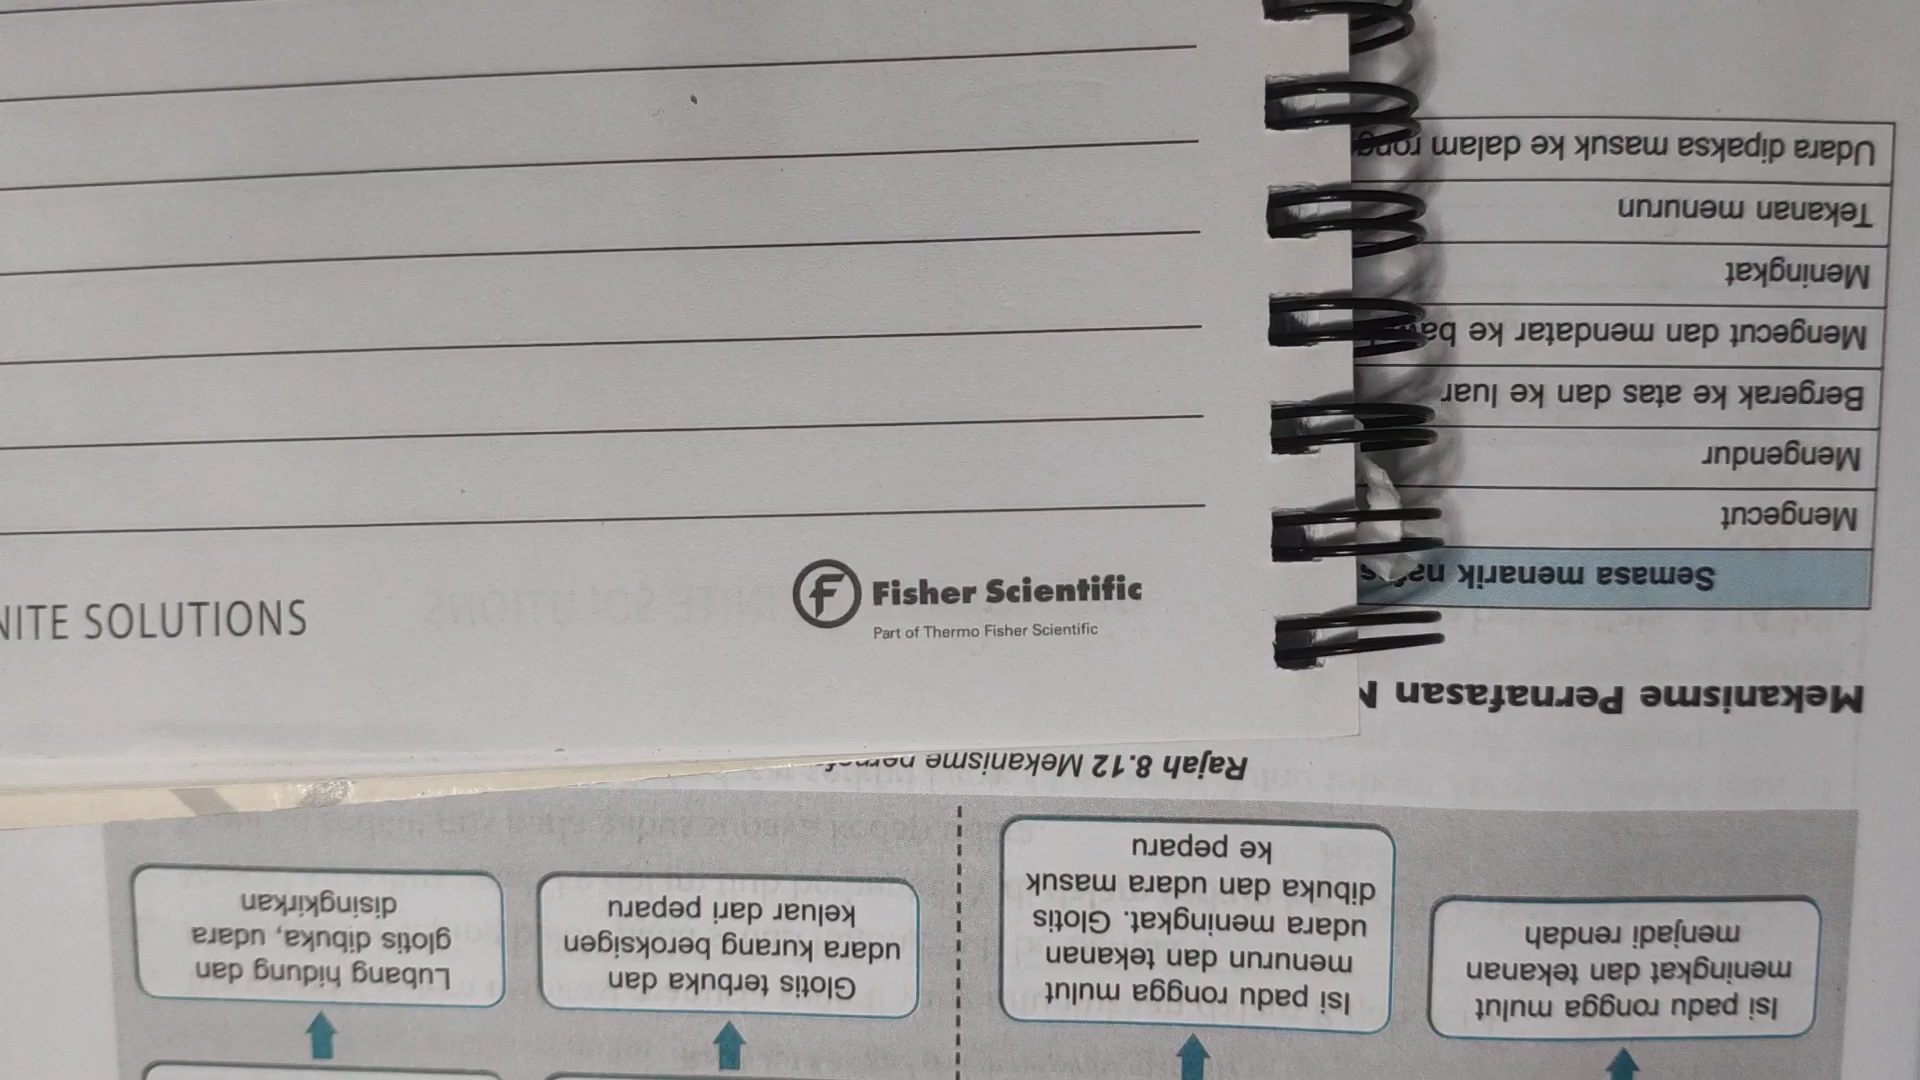 Fisher Scientific
Part of Thermo Fisher Scientific
NITE SOLUTIONS
Isi padu rongga mulut
meningkat dan tekanan
menjadi rendah
Isi padu rongga mulut
menurun dan tekanan
udara meningkat. Glotis
dibuka dan udara masuk
ke peparu
Glotis terbuka dan
udara kurang beroksigen
keluar dari peparu
Lubang hidung dan
glotis dibuka, udara
disingkirkan
Rajah 8.12 Mekanisme
Mekanisme Pernafasan
Semasa menarik nafas
Mengecut
Mengendur
Bergerak ke atas dan ke luar
Mengecut dan mendatar ke
Meningkat
Tekanan menurun
Udara dipaksa masuk ke dalam